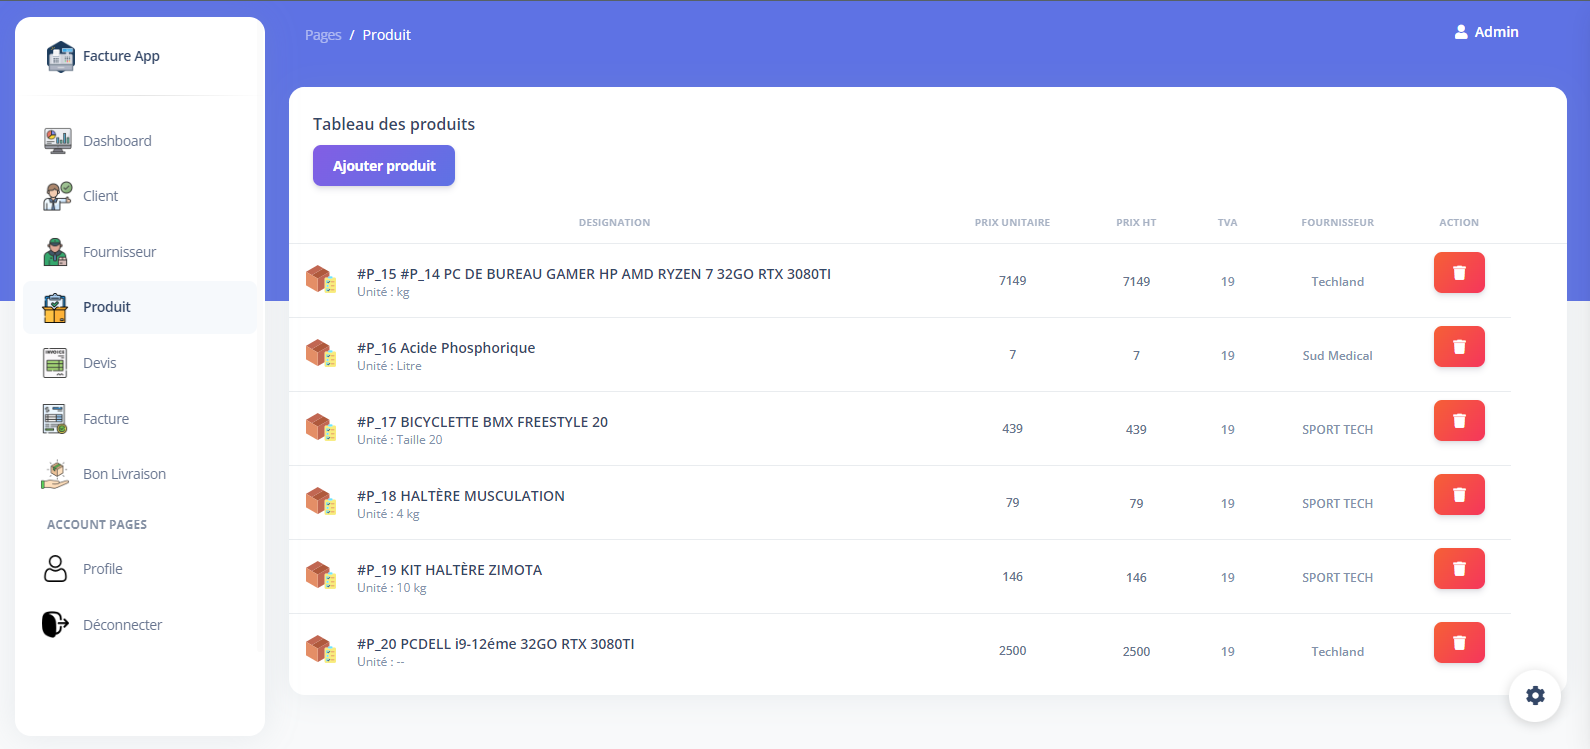 Facture App
Pages / Produit
Admin
Dashboard
Client
Fournisseur
Produit
Devis
Facture
Bon Livraison
ACCOUNT PAGES
Profile
Déconnecter
Tableau des produits
Ajouter produit
DESIGNATION PRIX UNITAIRE PRIX HT TVA FOURNISSEUR ACTION
#P_15 #P_14 PC DE BUREAU GAMER HP AMD RYZEN 7 32GO RTX 3080TI
Unité : kg
7149 7149 19 Techland
#P_16 Acide Phosphorique
Unité : Litre
7 7 19 Sud Medical
#P_17 BICYCLETTE BMX FREESTYLE 20
Unité : Taille 20
439 439 19 SPORT TECH
#P_18 HALTÈRE MUSCULATION
Unité : 4 kg
79 79 19 SPORT TECH
#P_19 KIT HALTÈRE ZIMOTA
Unité : 10 kg
146 146 19 SPORT TECH
#P_20 PCDELL i9-12éme 32GO RTX 3080TI
Unité : --
2500 2500 19 Techland